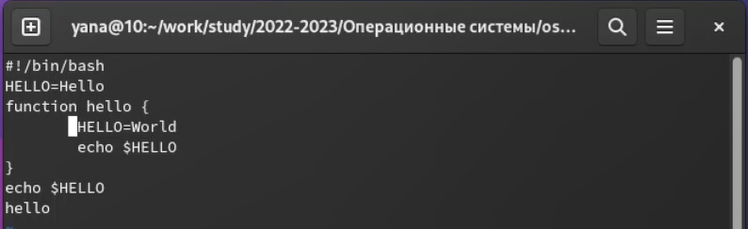 yana@10:~/work/study/2022-2023/Операционные системы/os...
#!/bin/bash
HELLO=Hello
function hello {
        HELLO=World
        echo $HELLO
}
echo $HELLO
hello
~